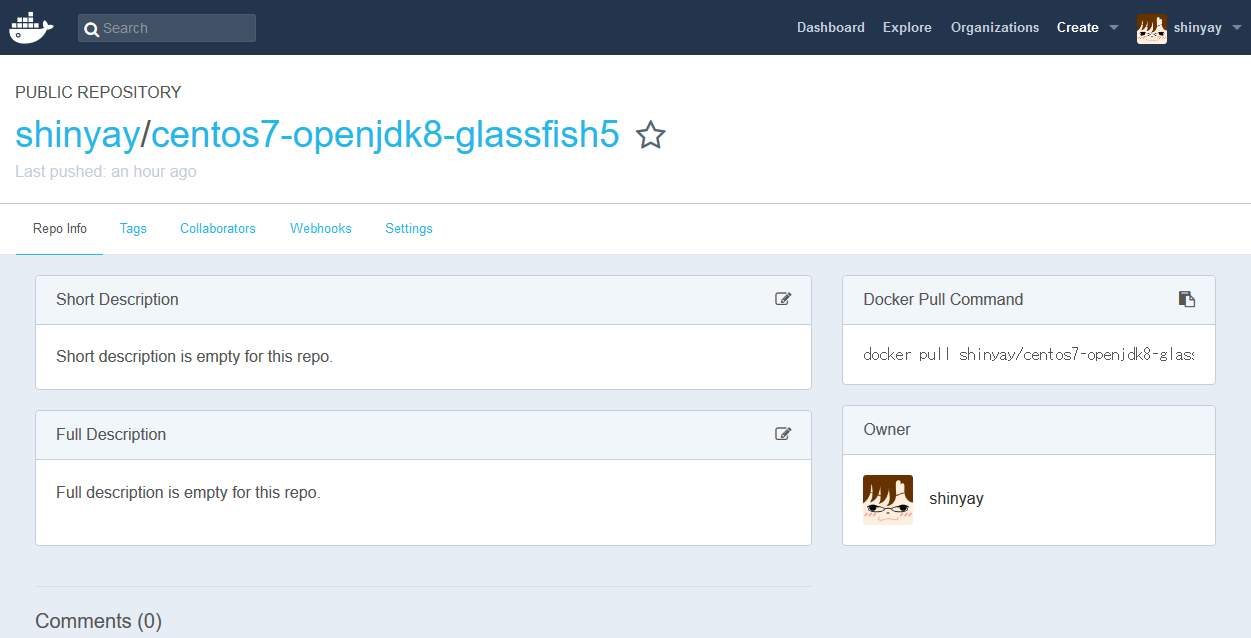 Search
Dashboard Explore Organizations Create shinyay
PUBLIC REPOSITORY
shinyay/centos7-openjdk8-glassfish5
Last pushed: an hour ago
Repo Info Tags Collaborators Webhooks Settings
Short Description
Short description is empty for this repo.
Full Description
Full description is empty for this repo.
Docker Pull Command
docker pull shinyay/centos7-openjdk8-glass
Owner
shinyay
Comments (0)